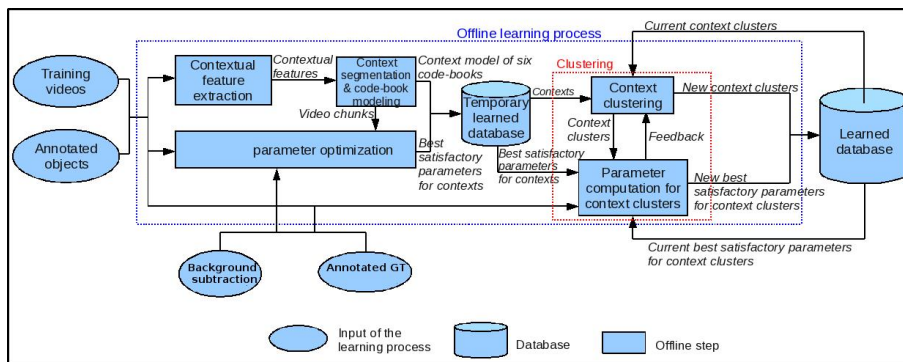 Current context clusters
Offline learning process
Training
videos
Contextual
feature
extraction
Contextual
features
Context
segmentation
& code-book
modeling
Context model of six
code-books
Clustering
Temporary
learned
database
Contexts
Context
clustering
New context clusters
Video chunks
Annotated
objects
parameter optimization
Best
satisfactory
parameters
for contexts
Best satisfactory
parameters
for contexts
Context
clusters
Feedback
Learned
database
Parameter
computation for
context clusters
New best
satisfactory parameters
for context clusters
Background
subtraction
Annotated GT
Current best satisfactory parameters
for context clusters
Input of the
learning process
Database
Offline step